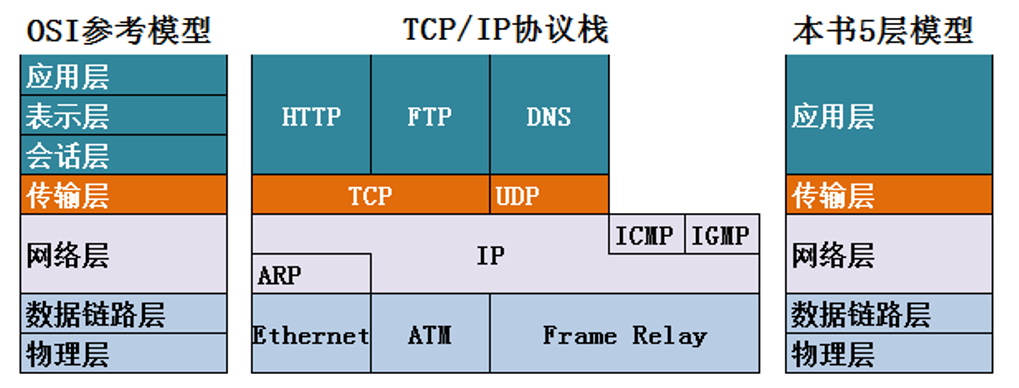 OSI参考模型
应用层
表示层
会话层
传输层
网络层
数据链路层
物理层
TCP/IP协议栈
HTTP FTP DNS
TCP UDP
ICMP IGMP
IP
ARP
Ethernet ATM Frame Relay
本书5层模型
应用层
传输层
网络层
数据链路层
物理层